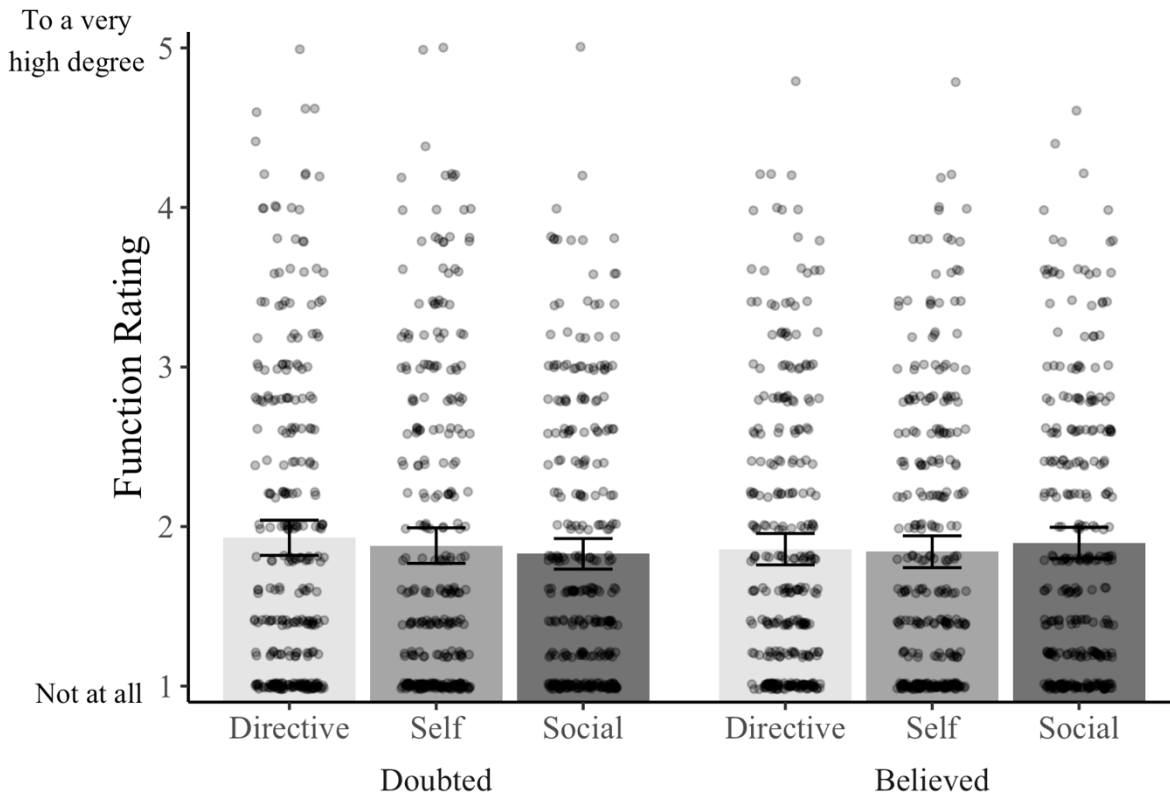 To a very
high degree
5
4
3
2
1
Not at all
Function Rating
Directive Self Social Directive Self Social
Doubted Believed